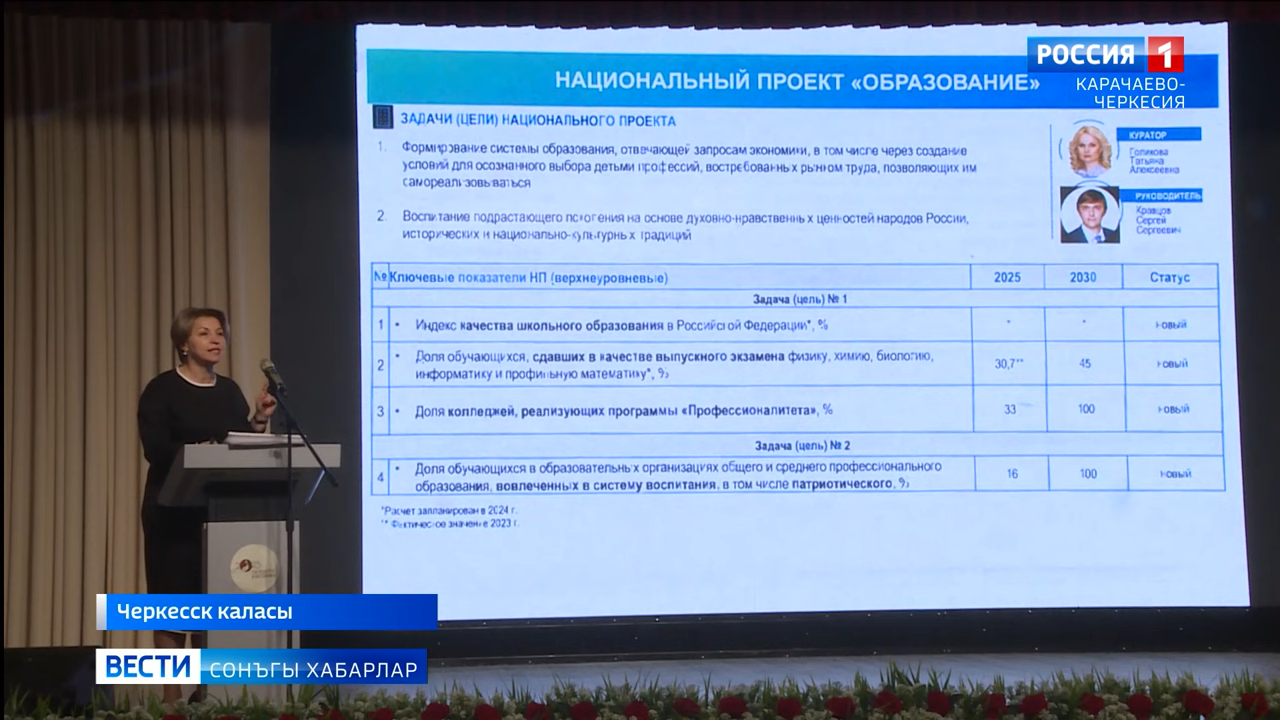 НАЦИОНАЛЬНЫЙ ПРОЕКТ «ОБРАЗОВАНИЕ»
РОССИЯ 1
КАРАЧАЕВО-
ЧЕРКЕСИЯ
ЗАДАЧИ (ЦЕЛИ) НАЦИОНАЛЬНОГО ПРОЕКТА
1. Формирование системы образования, отвечающей запросам экономики, в том числе через создание
условий для осознанного выбора детьми профессий, востребованных рынком труда, позволяющих им
самореализовываться
2. Воспитание подрастающего поколения на основе духовно-нравственных ценностей народов России,
исторических и национально-культурных традиций
КУРАТОР
Голикова
Татьяна
Алексеевна
РУКОВОДИТЕЛЬ
Кравцов
Сергей
Сергеевич
№ Ключевые показатели НП (верхнеуровневые) 2025 2030 Статус
Задача (цель) № 1
1 • Индекс качества школьного образования в Российской Федерации*, % * * новый
2 • Доля обучающихся, сдавших в качестве выпускного экзамена физику, химию, биологию,
информатику и профильную математику*, % 30,7** 45 новый
3 • Доля колледжей, реализующих программы «Профессионалитета», % 33 100 новый
Задача (цель) № 2
4 • Доля обучающихся в образовательных организациях общего и среднего профессионального
образования, вовлеченных в систему воспитания, в том числе патриотического, % 16 100 новый
*Расчет запланирован в 2024 г.
** Фактическое значение 2023 г.
Черкесск каласы
ВЕСТИ СОНЪГЫ ХАБАРЛАР